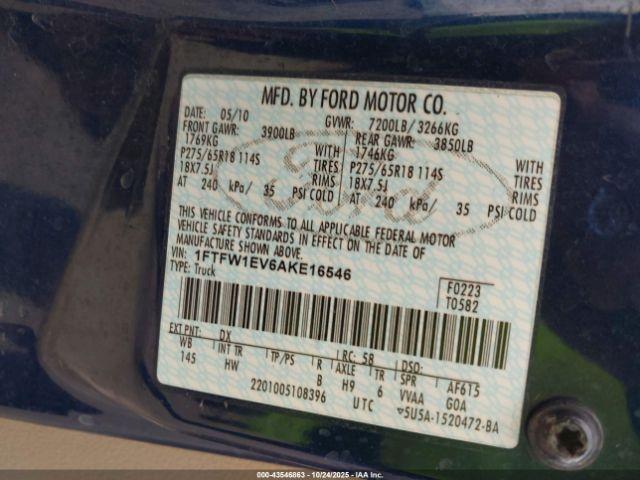 MFD. BY FORD MOTOR CO.
DATE: 05/10 GVWR: 7200LB/ 3266KG
FRONT GAWR: 3900LB REAR GAWR: 3850LB
1769KG WITH 1746KG WITH
P275/65R18 114S TIRES P275/65R18 114S TIRES
18X7.5J RIMS 18X7.5J RIMS
AT 240 kPa/ 35 PSI COLD AT 240 kPa/ 35 PSI COLD
Ford
THIS VEHICLE CONFORMS TO ALL APPLICABLE FEDERAL MOTOR
VEHICLE SAFETY STANDARDS IN EFFECT ON THE DATE OF
MANUFACTURE SHOWN ABOVE.
VIN: 1FTFW1EV6AKE16546
TYPE: Truck
F0223
T0582
EXT PNT: DX RC: 58 DSO:
WB INT TR TP/PS R AXLE TR SPR AF6T5
145 HW B H9 6 VVAA GOA
2201005108396 UTC ▽5U5A-1520472-BA
IAA: 43546863 | 10/24/2025 | IAA Inc.